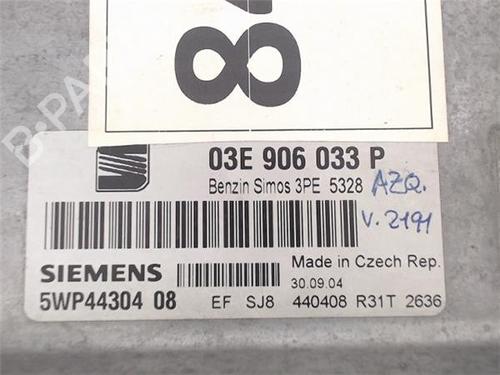 8
B-PARTS
03E 906 033 P
Benzin Simos 3PE 5328
AZQ.
V. 2191
SIEMENS
Made in Czech Rep.
30.09.04
5WP44304 08 EF SJ8 440408 R31T 2636